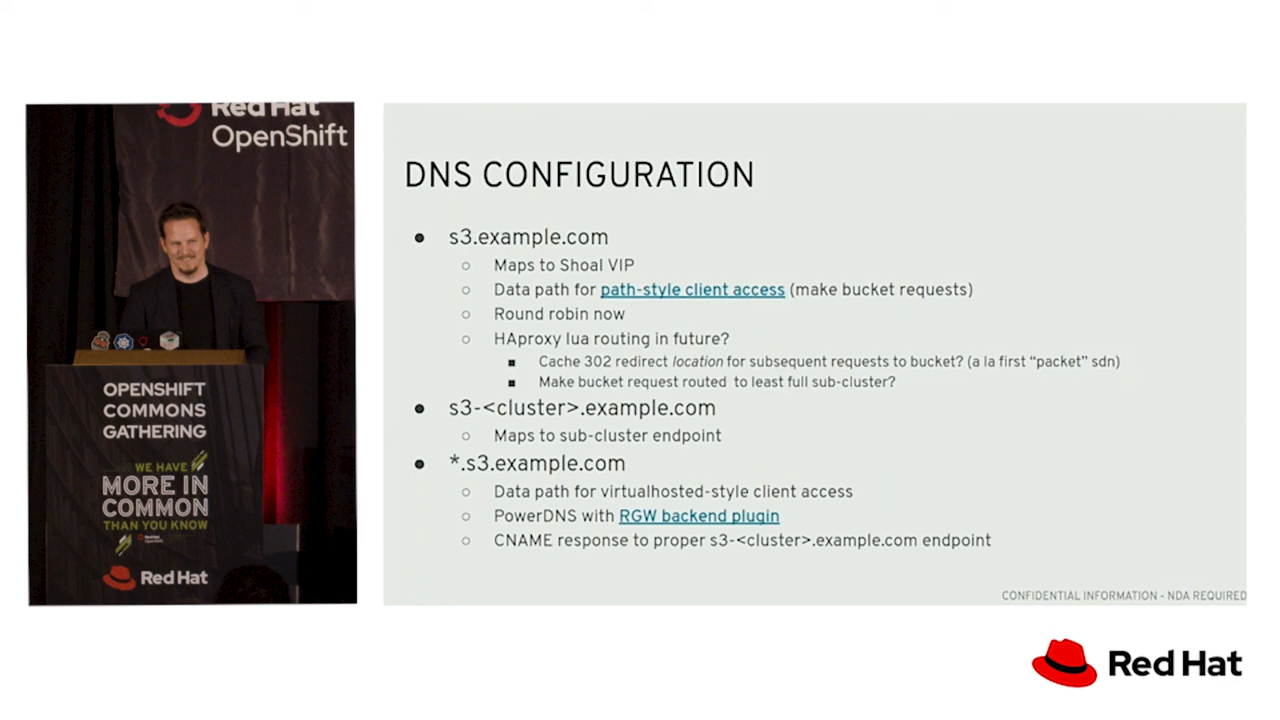 Red Hat
OpenShift
OPENSHIFT
COMMONS
GATHERING
WE HAVE
MORE IN
COMMON
THAN YOU KNOW
Red Hat
DNS CONFIGURATION
s3.example.com
Maps to Shoal VIP
Data path for path-style client access (make bucket requests)
Round robin now
HAproxy lua routing in future?
Cache 302 redirect location for subsequent requests to bucket? (a la first “packet” sdn)
Make bucket request routed to least full sub-cluster?
s3-<cluster>.example.com
Maps to sub-cluster endpoint
*.s3.example.com
Data path for virtualhosted-style client access
PowerDNS with RGW backend plugin
CNAME response to proper s3-<cluster>.example.com endpoint
CONFIDENTIAL INFORMATION - NDA REQUIRED
Red Hat